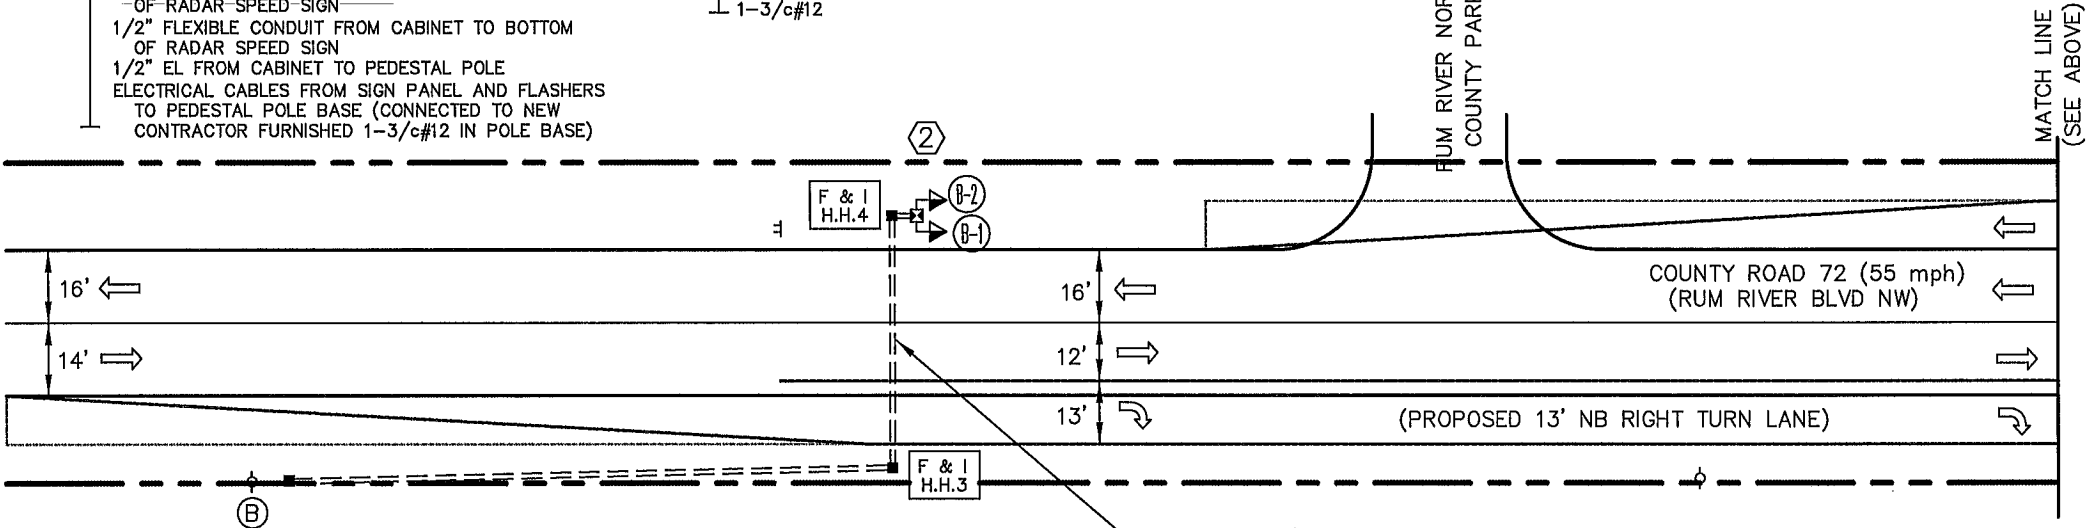 OF RADAR SPEED SIGN
1/2" FLEXIBLE CONDUIT FROM CABINET TO BOTTOM
OF RADAR SPEED SIGN
1/2" EL FROM CABINET TO PEDESTAL POLE
ELECTRICAL CABLES FROM SIGN PANEL AND FLASHERS
TO PEDESTAL POLE BASE (CONNECTED TO NEW
CONTRACTOR FURNISHED 1-3/c#12 IN POLE BASE)
1-3/c#12
RUM RIVER
COUNTY
MATCH LINE
(SEE ABOVE)
2
F & I
H.H.4
B-2
B-1
16'
16'
COUNTY ROAD 72 (55 mph)
(RUM RIVER BLVD NW)
14'
12'
13'
(PROPOSED 13' NB RIGHT TURN LANE)
F & I
H.H.3
B